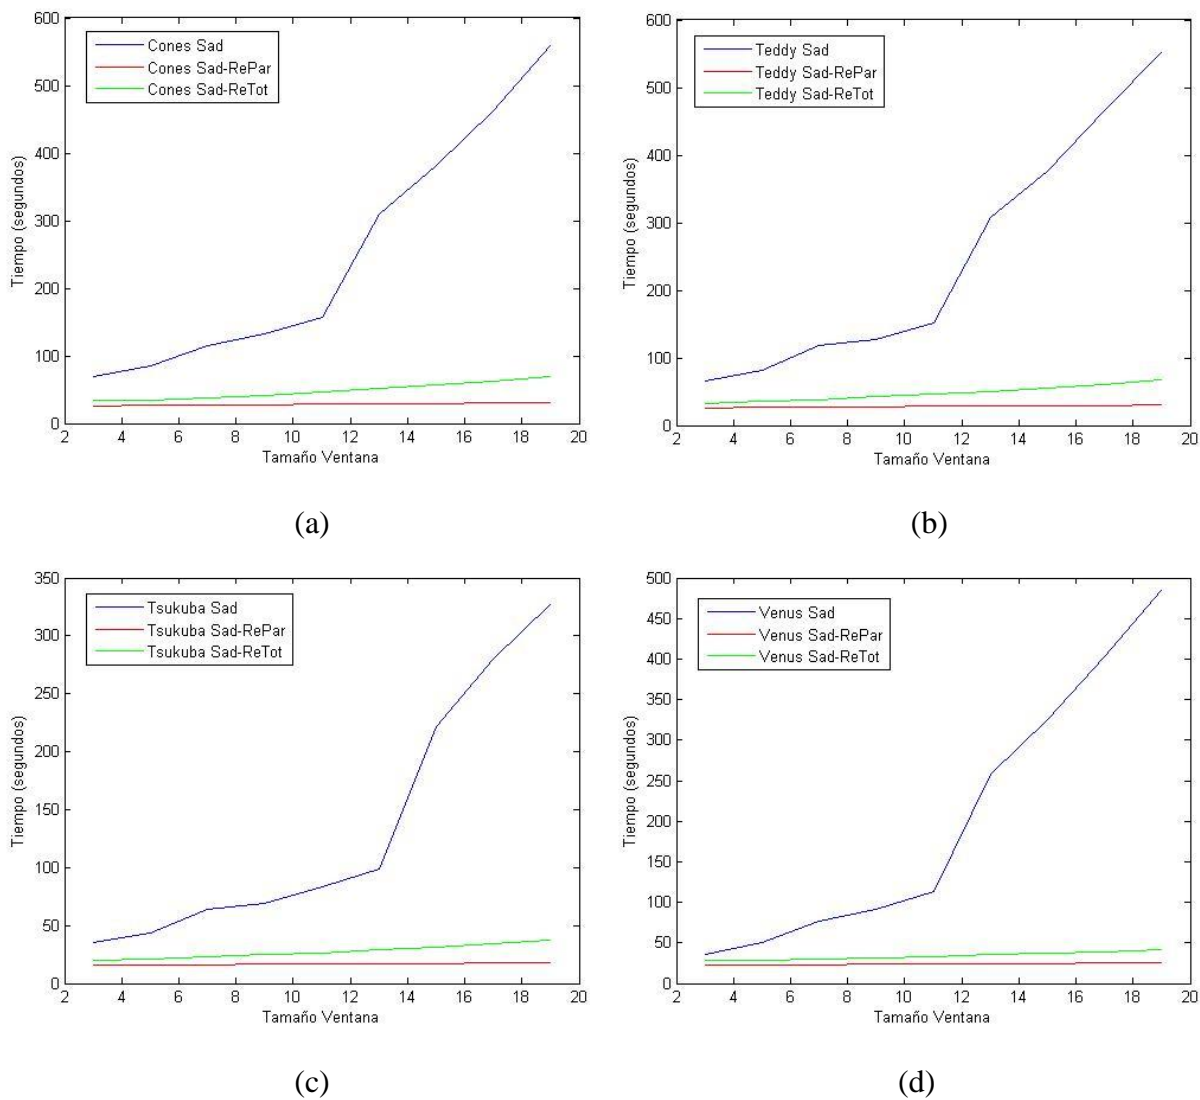 600
500
400
300
200
100
0
Tiempo (segundos)
Cones Sad
Cones Sad-RePar
Cones Sad-ReTot
2 4 6 8 10 12 14 16 18 20
Tamaño Ventana
(a)
600
500
400
300
200
100
0
Tiempo (segundos)
Teddy Sad
Teddy Sad-RePar
Teddy Sad-ReTot
2 4 6 8 10 12 14 16 18 20
Tamaño Ventana
(b)
350
300
250
200
150
100
50
0
Tiempo (segundos)
Tsukuba Sad
Tsukuba Sad-RePar
Tsukuba Sad-ReTot
2 4 6 8 10 12 14 16 18 20
Tamaño Ventana
(c)
500
450
400
350
300
250
200
150
100
50
0
Tiempo (segundos)
Venus Sad
Venus Sad-RePar
Venus Sad-ReTot
2 4 6 8 10 12 14 16 18 20
Tamaño Ventana
(d)